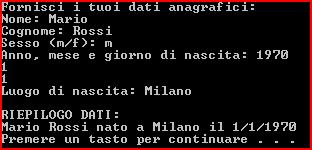 Fornisci i tuoi dati anagrafici:
Nome: Mario
Cognome: Rossi
Sesso (m/f): m
Anno, mese e giorno di nascita: 1970
1
1
Luogo di nascita: Milano
RIEPILOGO DATI:
Mario Rossi nato a Milano il 1/1/1970
Premere un tasto per continuare . . .